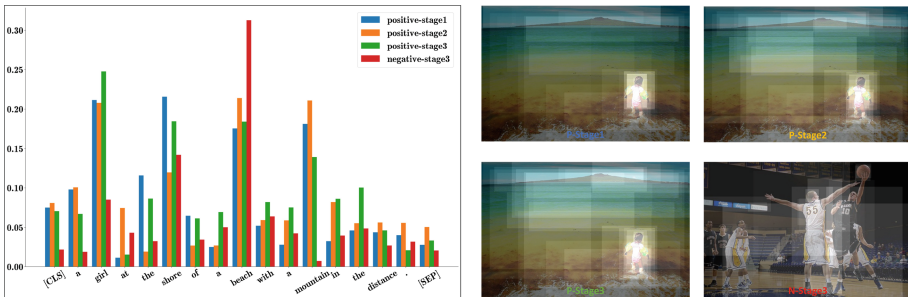 0.30
0.25
0.20
0.15
0.10
0.05
0.00
positive-stage1
positive-stage2
positive-stage3
negative-stage3
[CLS] a girl at the shore of a beach with a mountain in the distance . [SEP]
P-Stage1
P-Stage2
P-Stage3
N-Stage3
55